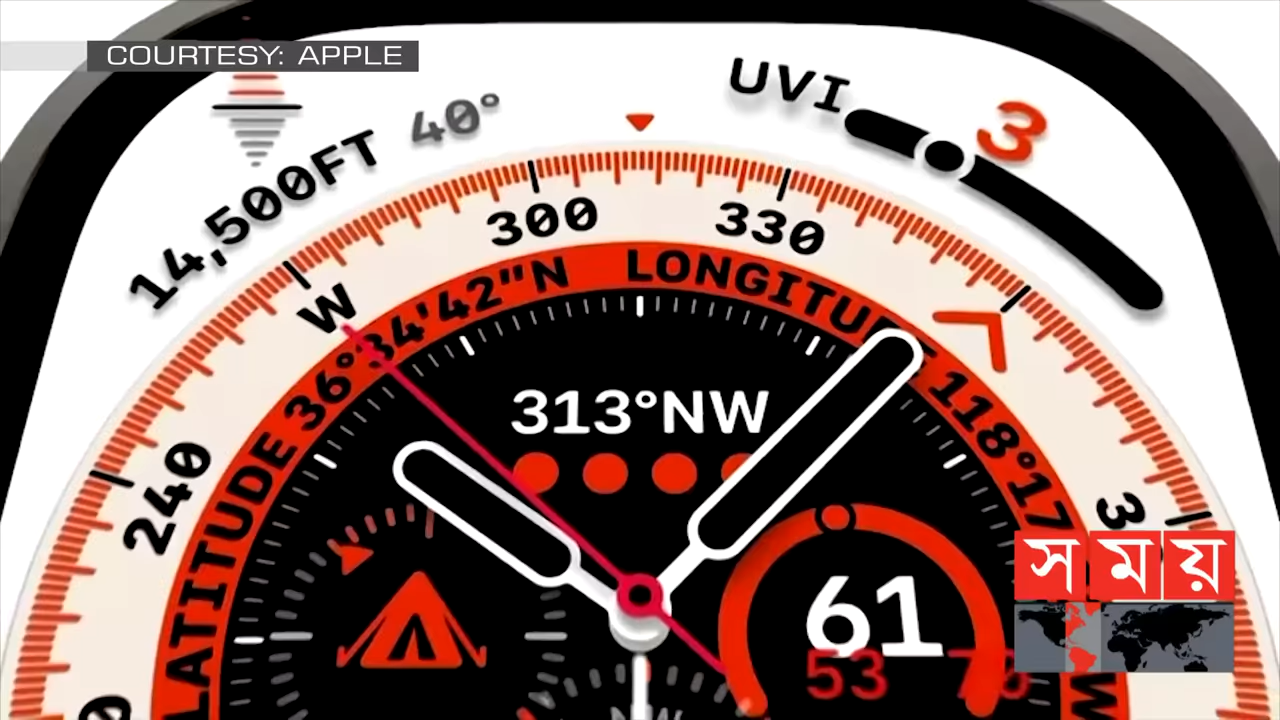 COURTESY: APPLE
14,500FT 40°
UVI 3
300
330
W
240
LATITUDE 36°34'42"N
LONGITUDE 118°17
313°NW
61
53
সময়